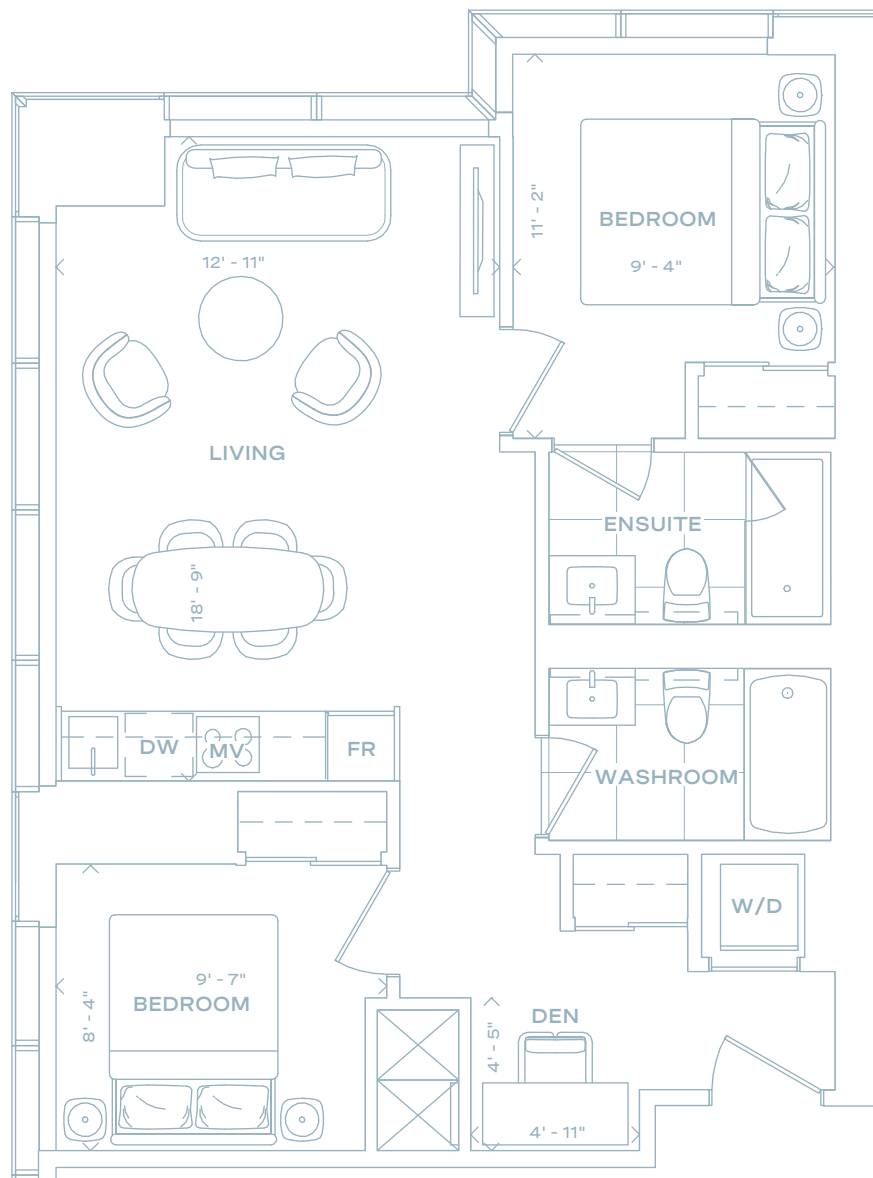 11' - 2"
BEDROOM
12' - 11"
9' - 4"
LIVING
ENSUITE
18' - 9"
DW
MV
FR
WASHROOM
W/D
9' - 7"
BEDROOM
8' - 4"
DEN
4' - 5"
4' - 11"